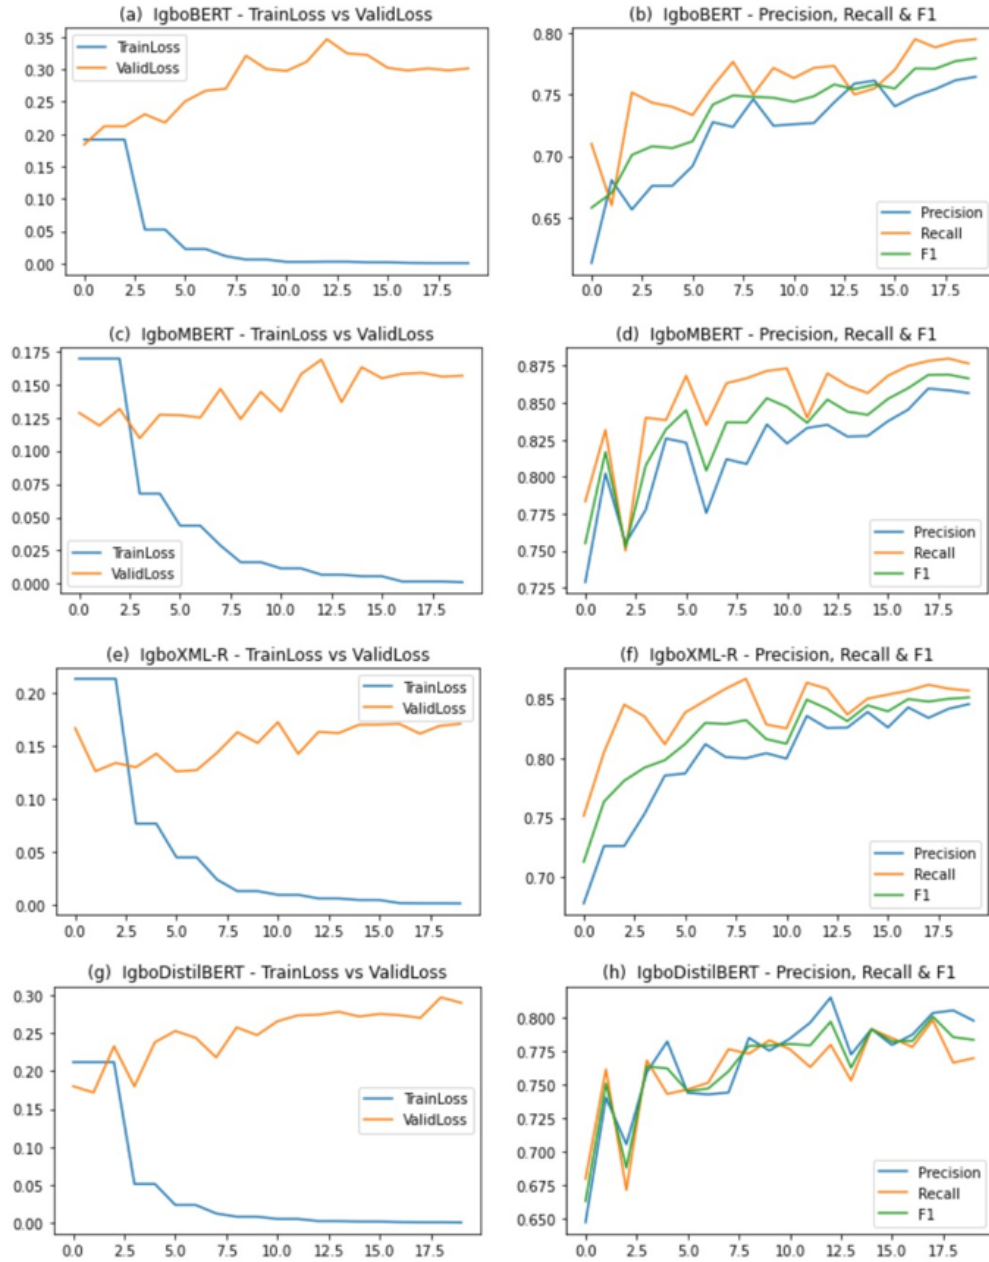 (a) IgboBERT - TrainLoss vs ValidLoss
0.35
0.30
0.25
0.20
0.15
0.10
0.05
0.00
TrainLoss
ValidLoss
0.0 2.5 5.0 7.5 10.0 12.5 15.0 17.5
(b) IgboBERT - Precision, Recall & F1
0.80
0.75
0.70
0.65
Precision
Recall
F1
0.0 2.5 5.0 7.5 10.0 12.5 15.0 17.5
(c) IgboMBERT - TrainLoss vs ValidLoss
0.175
0.150
0.125
0.100
0.075
0.050
0.025
0.000
TrainLoss
ValidLoss
0.0 2.5 5.0 7.5 10.0 12.5 15.0 17.5
(d) IgboMBERT - Precision, Recall & F1
0.875
0.850
0.825
0.800
0.775
0.750
0.725
Precision
Recall
F1
0.0 2.5 5.0 7.5 10.0 12.5 15.0 17.5
(e) IgboXML-R - TrainLoss vs ValidLoss
0.20
0.15
0.10
0.05
0.00
TrainLoss
ValidLoss
0.0 2.5 5.0 7.5 10.0 12.5 15.0 17.5
(f) IgboXML-R - Precision, Recall & F1
0.85
0.80
0.75
0.70
Precision
Recall
F1
0.0 2.5 5.0 7.5 10.0 12.5 15.0 17.5
(g) IgboDistilBERT - TrainLoss vs ValidLoss
0.30
0.25
0.20
0.15
0.10
0.05
0.00
TrainLoss
ValidLoss
0.0 2.5 5.0 7.5 10.0 12.5 15.0 17.5
(h) IgboDistilBERT - Precision, Recall & F1
0.800
0.775
0.750
0.725
0.700
0.675
0.650
Precision
Recall
F1
0.0 2.5 5.0 7.5 10.0 12.5 15.0 17.5